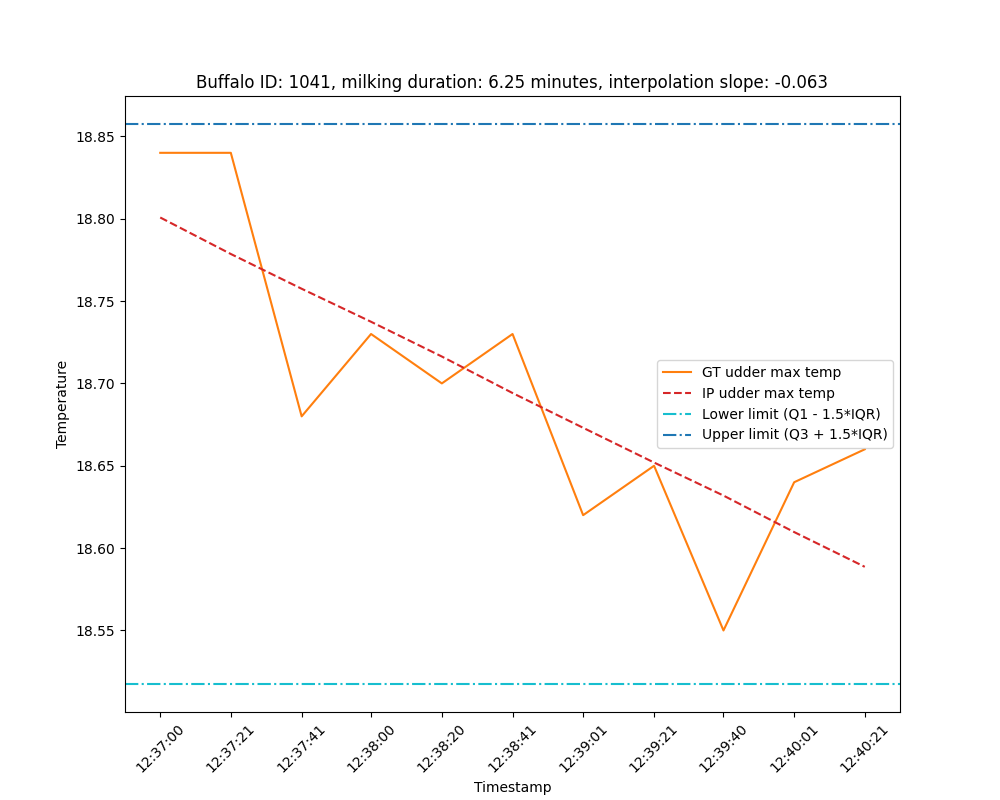 Buffalo ID: 1041, milking duration: 6.25 minutes, interpolation slope: -0.063
Temperature
18.85
18.80
18.75
18.70
18.65
18.60
18.55
GT udder max temp
IP udder max temp
Lower limit (Q1 - 1.5*IQR)
Upper limit (Q3 + 1.5*IQR)
12:37:00
12:37:21
12:37:41
12:38:00
12:38:20
12:38:41
12:39:01
12:39:21
12:39:40
12:40:01
12:40:21
Timestamp